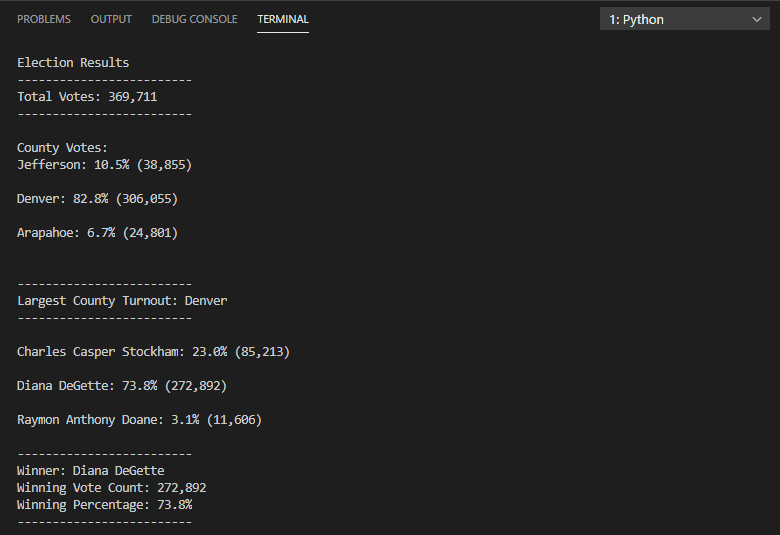 PROBLEMS OUTPUT DEBUG CONSOLE TERMINAL 1: Python
Election Results
-------------------------
Total Votes: 369,711
-------------------------
County Votes:
Jefferson: 10.5% (38,855)
Denver: 82.8% (306,055)
Arapahoe: 6.7% (24,801)
-------------------------
Largest County Turnout: Denver
-------------------------
Charles Casper Stockham: 23.0% (85,213)
Diana DeGette: 73.8% (272,892)
Raymon Anthony Doane: 3.1% (11,606)
-------------------------
Winner: Diana DeGette
Winning Vote Count: 272,892
Winning Percentage: 73.8%
-------------------------